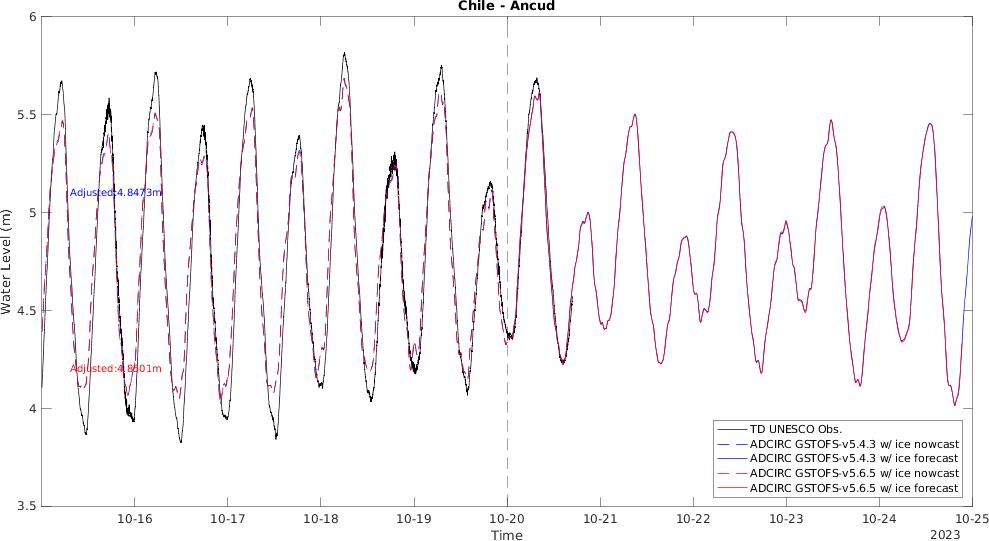 Chile - Ancud
6
5.5
5
4.5
4
3.5
Water Level (m)
Adjusted:4.8473m
Adjusted:4.8501m
TD UNESCO Obs.
ADCIRC GSTOFS-v5.4.3 w/ ice nowcast
ADCIRC GSTOFS-v5.4.3 w/ ice forecast
ADCIRC GSTOFS-v5.6.5 w/ ice nowcast
ADCIRC GSTOFS-v5.6.5 w/ ice forecast
10-16 10-17 10-18 10-19 10-20 10-21 10-22 10-23 10-24 10-25
Time
2023